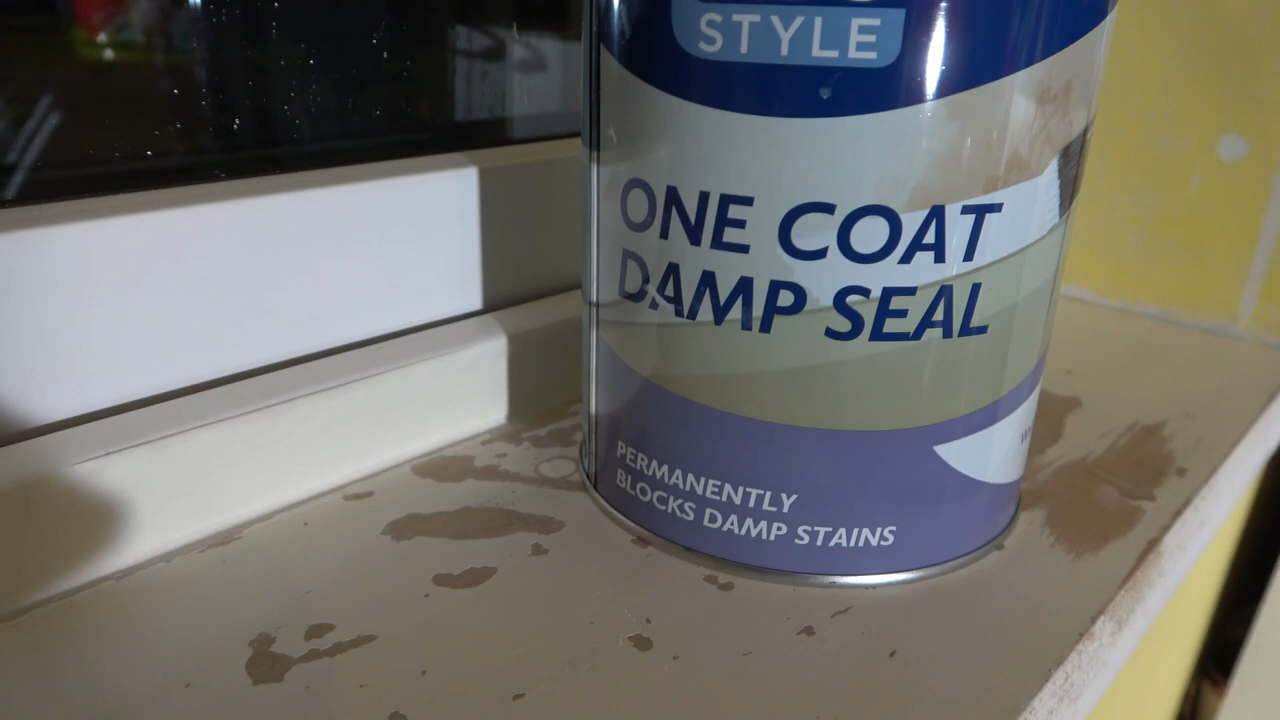 STYLE
ONE COAT
DAMP SEAL
PERMANENTLY
BLOCKS DAMP STAINS